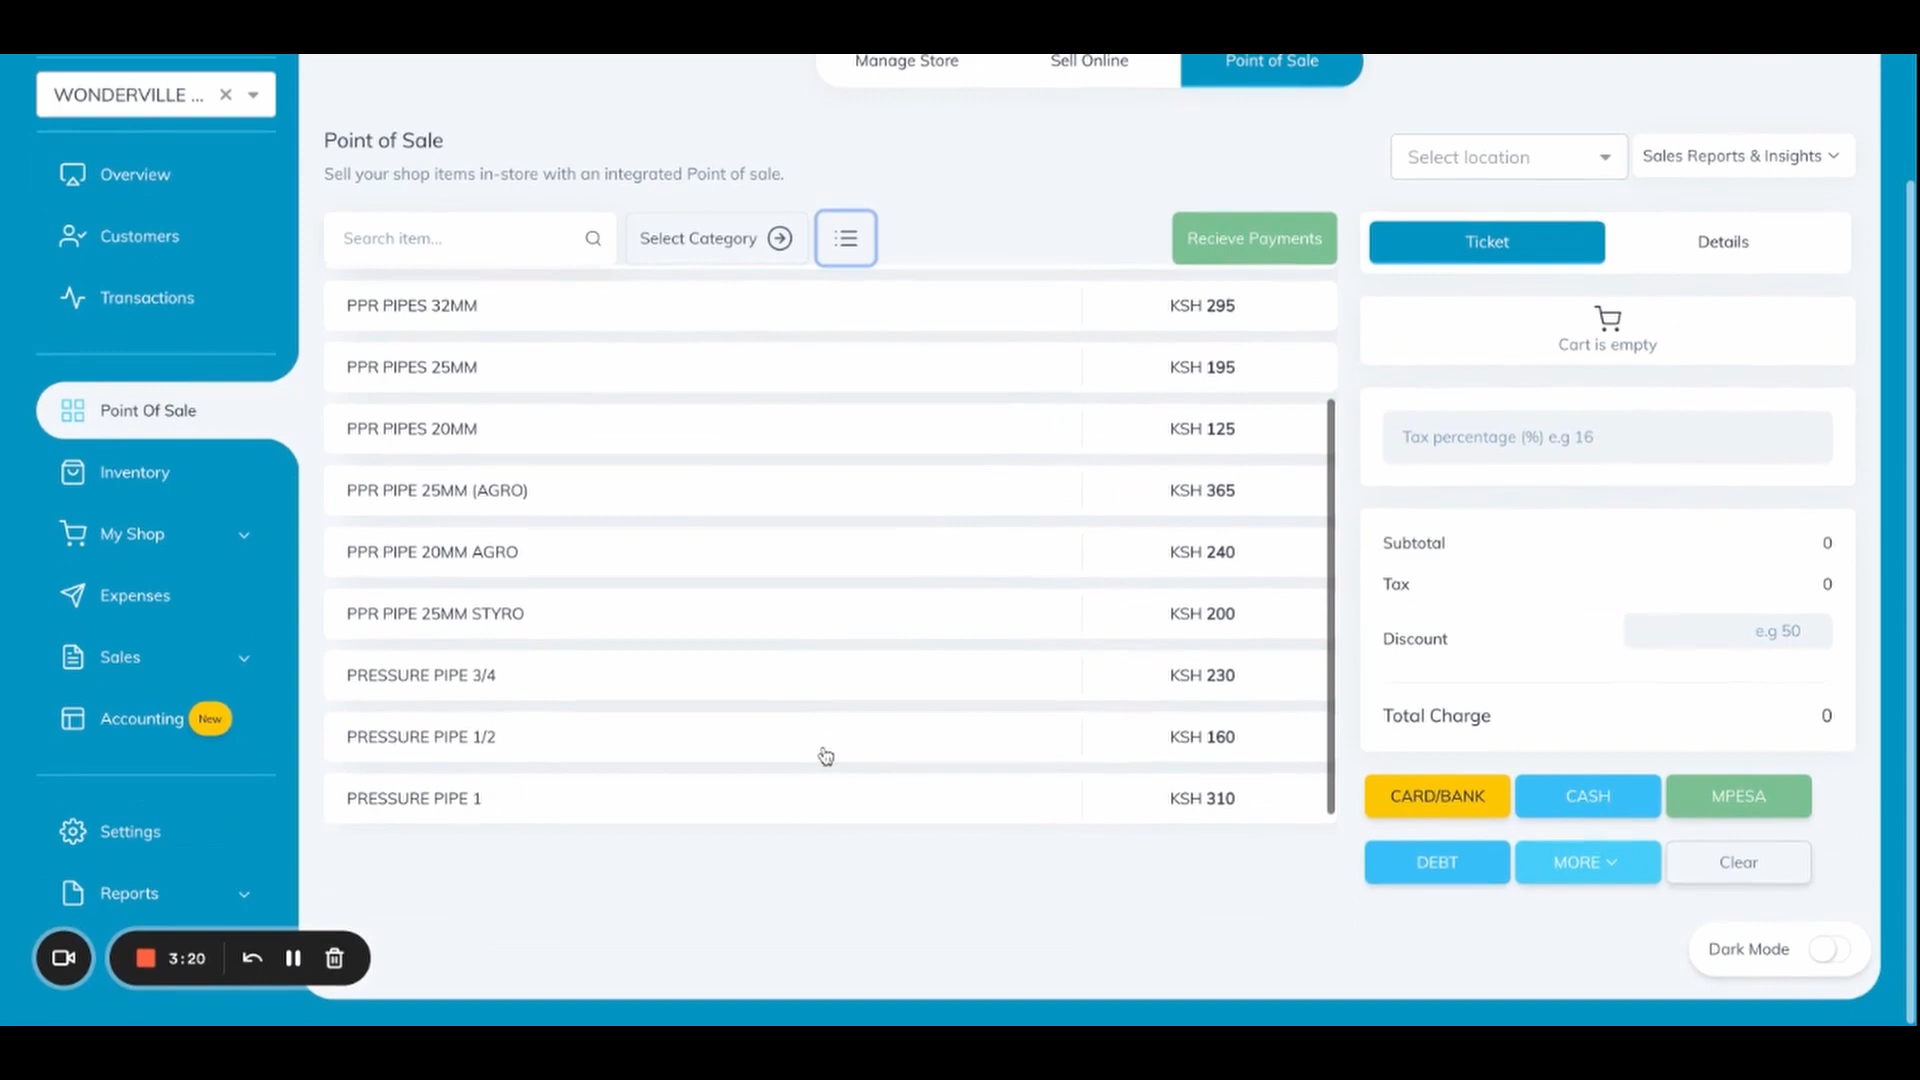 Manage Store
Sell Online
Point of Sale
WONDERVILLE ...
Overview
Customers
Transactions
Point Of Sale
Inventory
My Shop
Expenses
Sales
Accounting New
Settings
Reports
3:20
Point of Sale
Sell your shop items in-store with an integrated Point of sale.
Select location
Sales Reports & Insights
Search item...
Select Category
Recieve Payments
PPR PIPES 32MM KSH 295
PPR PIPES 25MM KSH 195
PPR PIPES 20MM KSH 125
PPR PIPE 25MM (AGRO) KSH 365
PPR PIPE 20MM AGRO KSH 240
PPR PIPE 25MM STYRO KSH 200
PRESSURE PIPE 3/4 KSH 230
PRESSURE PIPE 1/2 KSH 160
PRESSURE PIPE 1 KSH 310
Ticket
Details
Cart is empty
Tax percentage (%) e.g 16
Subtotal 0
Tax 0
Discount e.g 50
Total Charge 0
CARD/BANK
CASH
MPESA
DEBT
MORE
Clear
Dark Mode